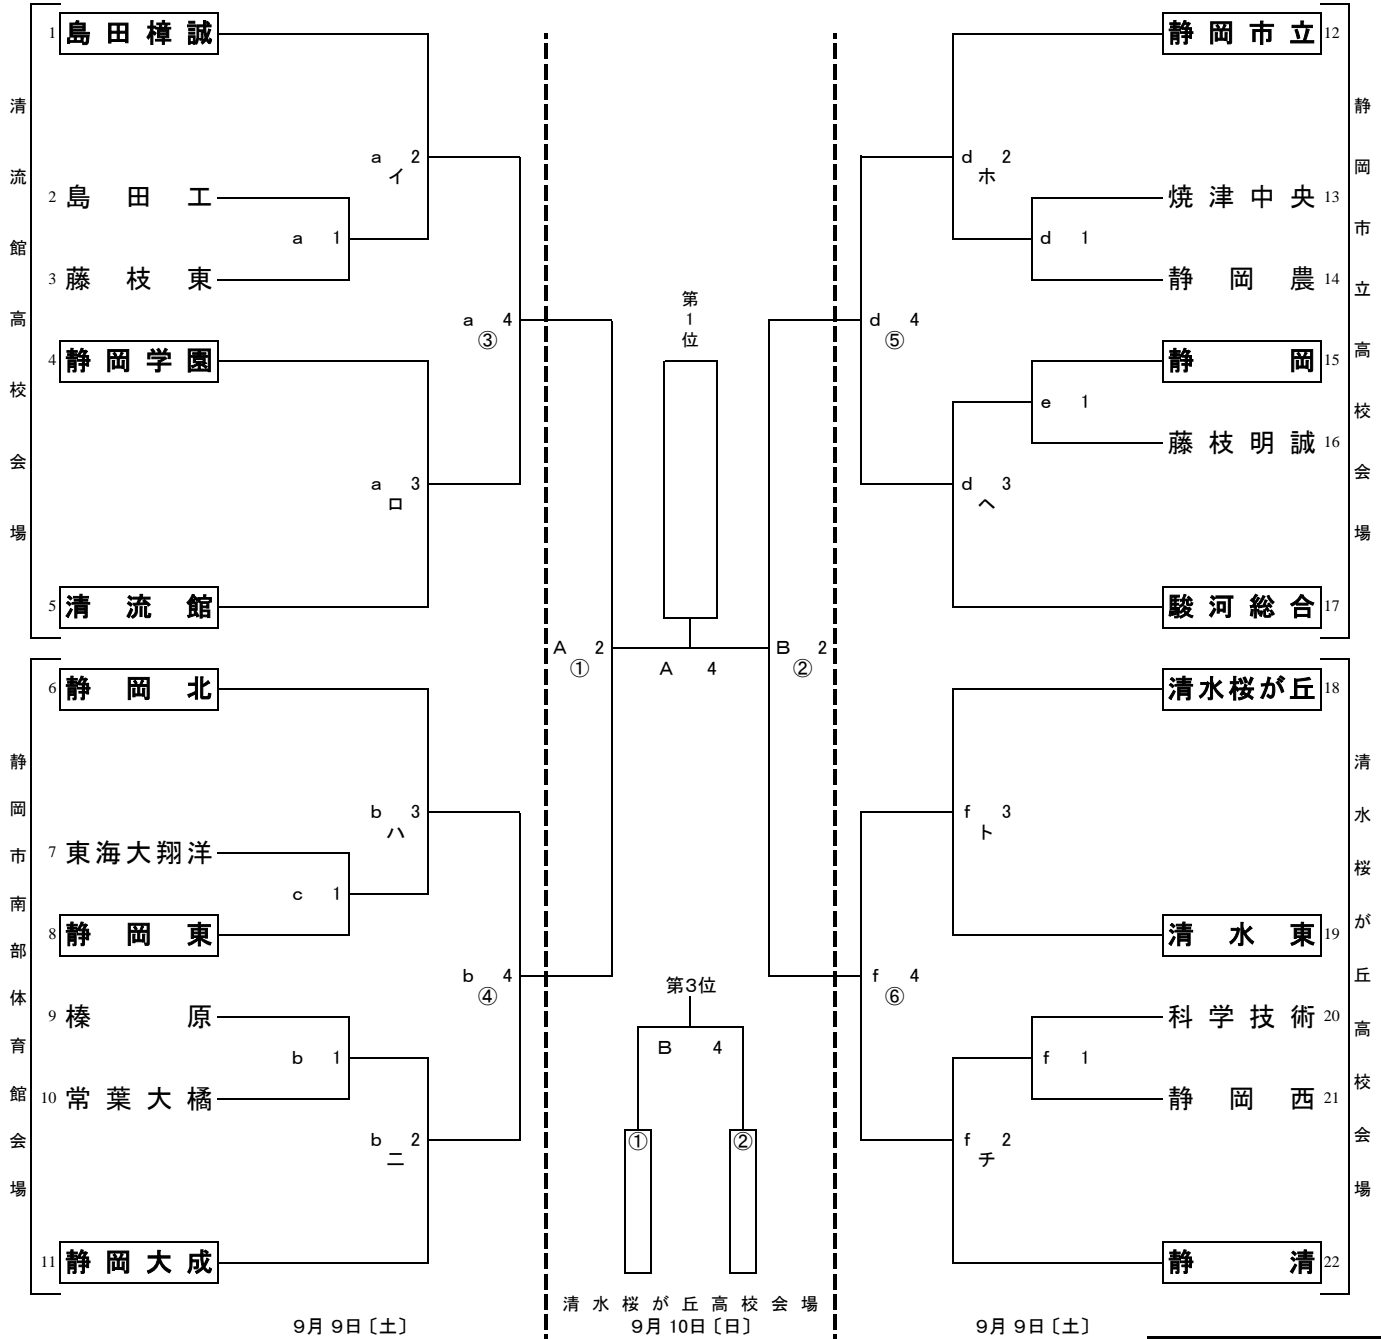 清流館高校会場
1 島田樟誠
a 2
イ
2 島田工
a 1
3 藤枝東
a 4
③
4 静岡学園
a 3
ロ
5 清流館
静岡市南部体育館会場
6 静岡北
b 3
ハ
7 東海大翔洋
c 1
8 静岡東
b 4
④
9 榛原
b 1
10 常葉大橘
b 2
ニ
11 静岡大成
9月 9日〔土〕
第1位
A 2
①
A 4
B 2
②
第3位
B 4
①
②
清水桜が丘高校会場
9月 10日〔日〕
静岡市立高校会場
静岡市立 12
d 2
ホ
焼津中央 13
d 1
静岡農 14
d 4
⑤
静岡 15
e 1
藤枝明誠 16
d 3
ヘ
駿河総合 17
清水桜が丘高校会場
清水桜が丘 18
f 3
ト
清水東 19
f 4
⑥
科学技術 20
f 1
静岡西 21
f 2
チ
静清 22
9月 9日〔土〕